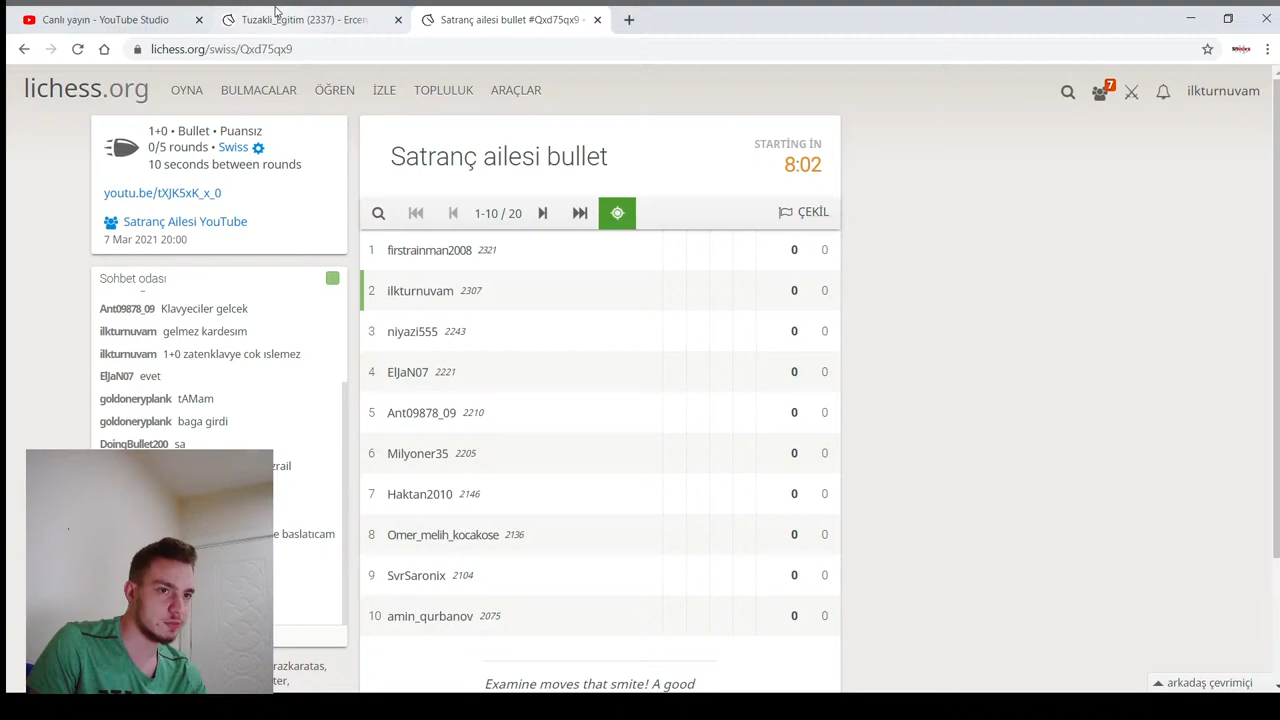 Canlı yayın - YouTube Studio
Tuzakli_Egitim (2337) - Ercen
Satranç ailesi bullet #Qxd75qx9 -
lichess.org/swiss/Qxd75qx9
lichess.org
OYNA
BULMACALAR
ÖĞREN
İZLE
TOPLULUK
ARAÇLAR
7
ilkturnuvam
1+0 • Bullet • Puansız
0/5 rounds • Swiss
10 seconds between rounds
youtu.be/tXJK5xK_x_0
Satranç Ailesi YouTube
7 Mar 2021 20:00
Sohbet odası
Ant09878_09 Klavyeciler gelcek
ilkturnuvam gelmez kardesım
ilkturnuvam 1+0 zatenklavye cok ıslemez
ElJaN07 evet
goldoneryplank tAMam
goldoneryplank baga girdi
DoingBullet200 sa
zrail
e baslatıcam
razkaratas,
ter,
Satranç ailesi bullet
STARTİNG İN
8:02
1-10 / 20
ÇEKİL
1 firstrainman2008 2321 0 0
2 ilkturnuvam 2307 0 0
3 niyazi555 2243 0 0
4 ElJaN07 2221 0 0
5 Ant09878_09 2210 0 0
6 Milyoner35 2205 0 0
7 Haktan2010 2146 0 0
8 Omer_melih_kocakose 2136 0 0
9 SvrSaronix 2104 0 0
10 amin_qurbanov 2075 0 0
Examine moves that smite! A good
arkadaş çevrimiçi